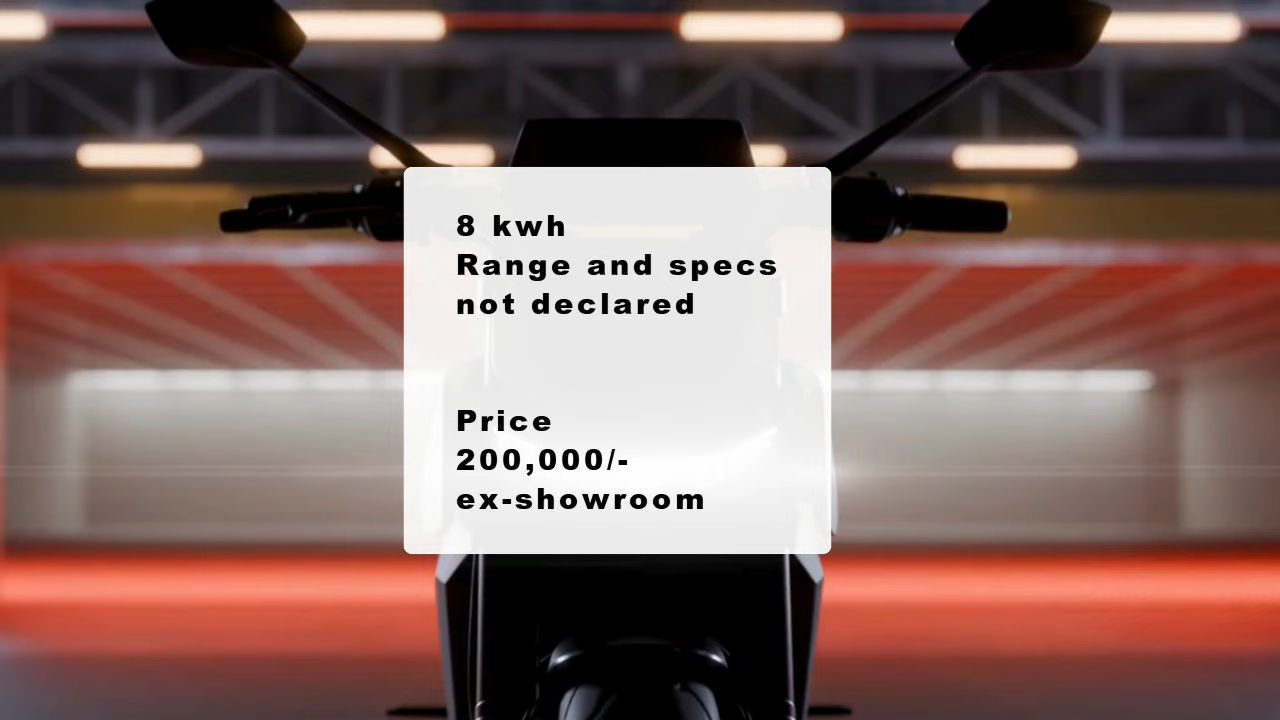 8 kwh
Range and specs
not declared
Price
200,000/-
ex-showroom